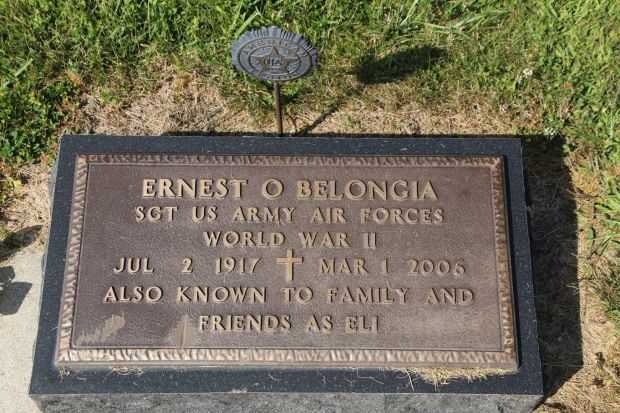 ERNEST O BELONGIA
SGT US ARMY AIR FORCES
WORLD WAR II
JUL 2 1917 MAR 1 2006
ALSO KNOWN TO FAMILY AND
FRIENDS AS ELI